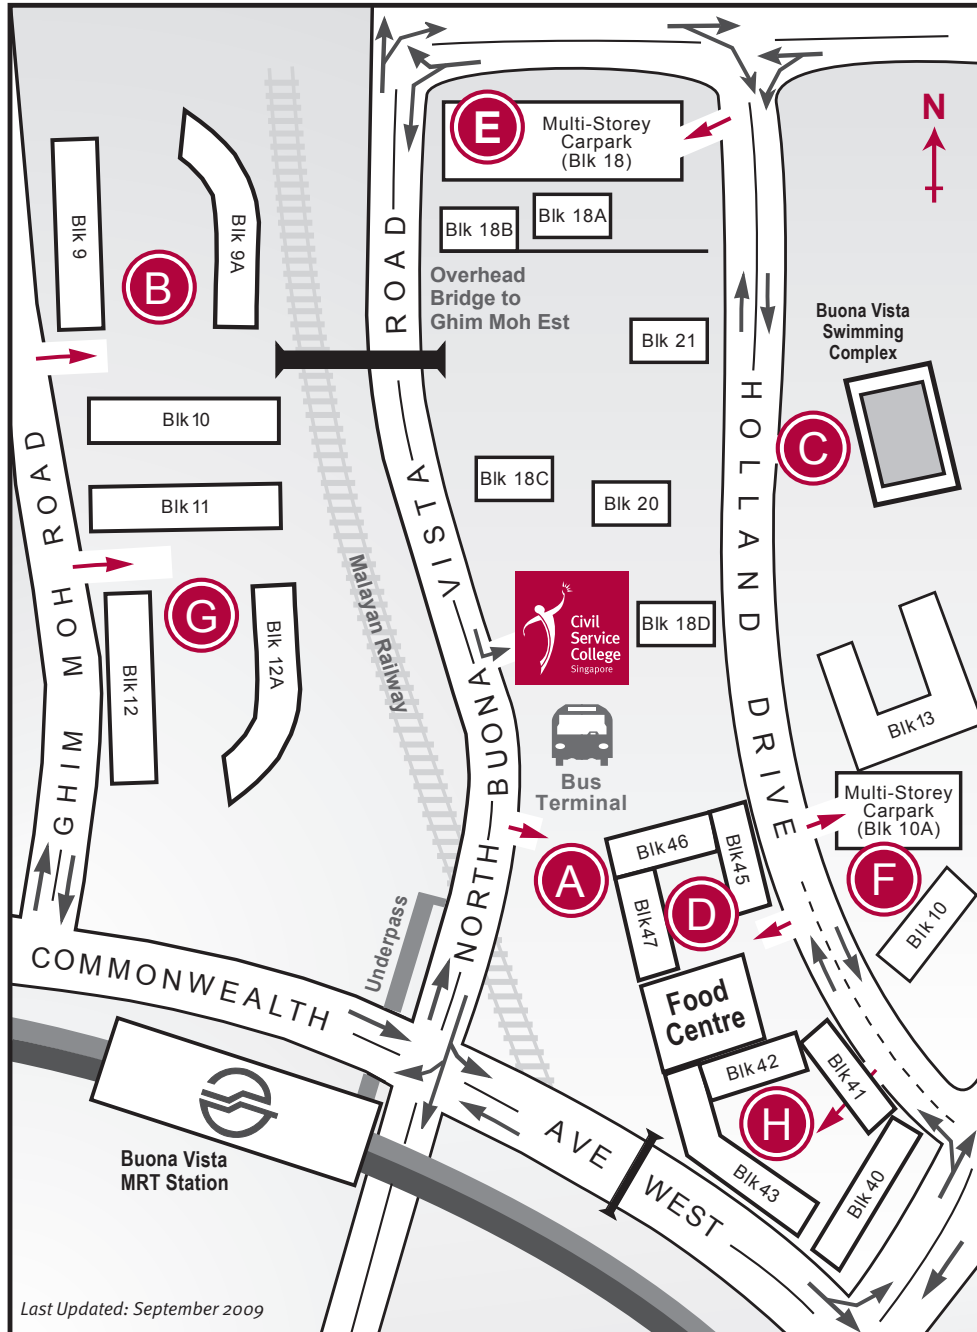 N
E
Multi-Storey
Carpark
(Blk 18)
Blk 9
Blk 9A
B
Blk 18B
Blk 18A
Overhead
Bridge to
Ghim Moh Est
Blk 21
Buona Vista
Swimming
Complex
C
Blk 10
Blk 11
Blk 18C
Blk 20
G
Blk 12
Blk 12A
Malayan Railway
Civil
Service
College
Singapore
Blk 18D
Blk 13
Bus
Terminal
Multi-Storey
Carpark
(Blk 10A)
F
Blk 10
A
Blk 46
Blk 45
D
Blk 47
Food
Centre
Blk 42
Blk 41
H
Blk 43
Blk 40
Underpass
GHIM MOH ROAD
NORTH BUONA VISTA ROAD
HOLLAND DRIVE
COMMONWEALTH AVE WEST
Buona Vista
MRT Station
Last Updated: September 2009